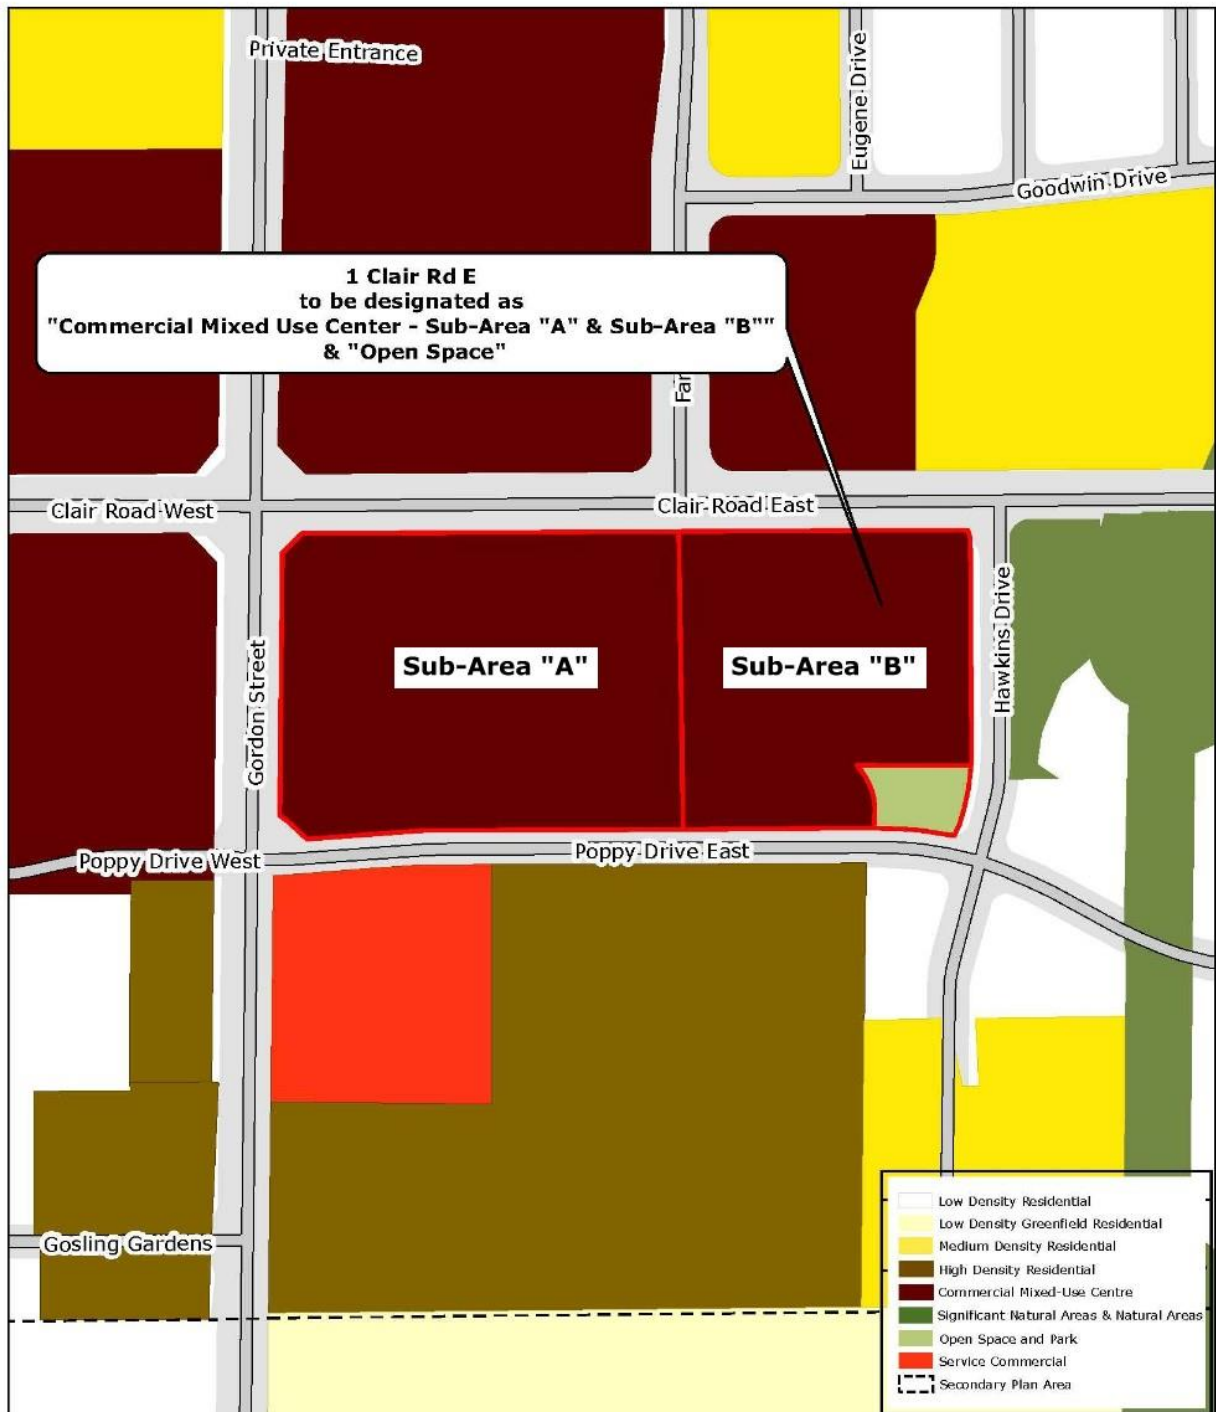 Private Entrance
Eugene Drive
Goodwin Drive
1 Clair Rd E
to be designated as
"Commercial Mixed Use Center - Sub-Area "A" & Sub-Area "B""
& "Open Space"
Far
Clair Road West
Clair Road East
Sub-Area "A"
Sub-Area "B"
Gordon Street
Hawkins Drive
Poppy Drive West
Poppy Drive East
Gosling Gardens
Low Density Residential
Low Density Greenfield Residential
Medium Density Residential
High Density Residential
Commercial Mixed-Use Centre
Significant Natural Areas & Natural Areas
Open Space and Park
Service Commercial
Secondary Plan Area